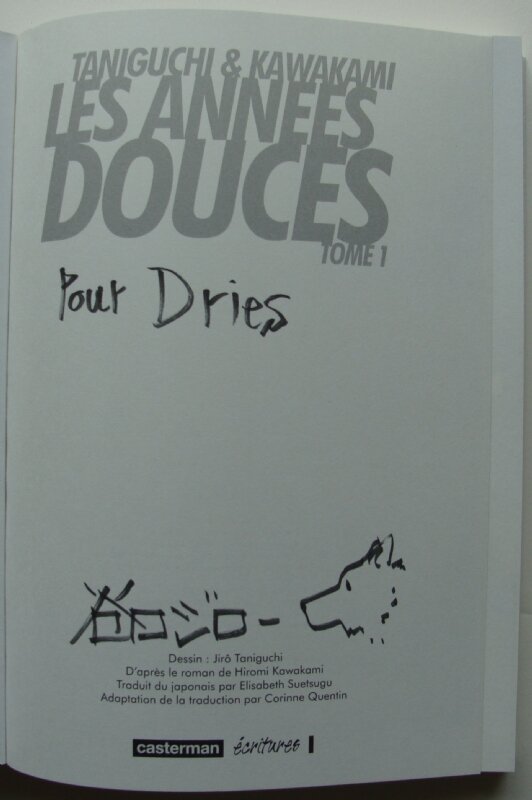 TANIGUCHI & KAWAKAMI
LES ANNÉES
DOUCES
TOME 1
Pour Dries
谷口ジロー
Dessin : Jirô Taniguchi
D'après le roman de Hiromi Kawakami
Traduit du japonais par Elisabeth Suetsugu
Adaptation de la traduction par Corinne Quentin
casterman écritures